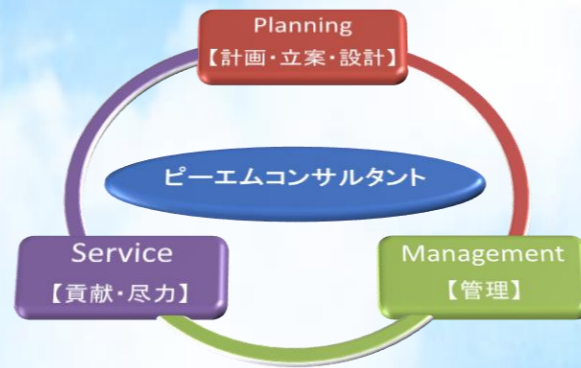 Planning
【計画・立案・設計】
ピーエムコンサルタント
Service
【貢献・尽力】
Management
【管理】